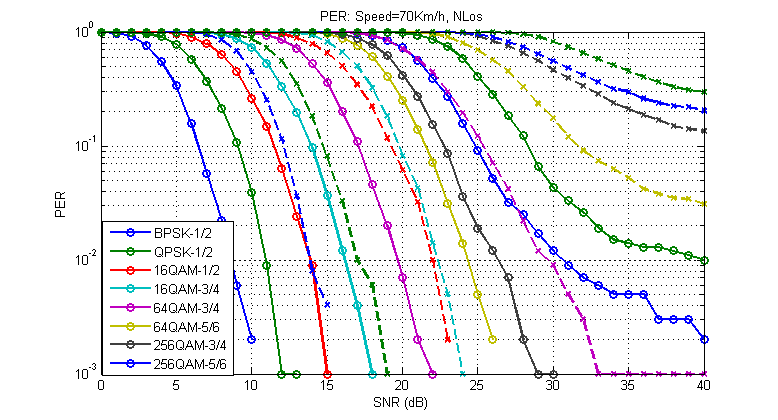 PER: Speed=70Km/h, NLos
10^0
10^-1
10^-2
10^-3
PER
BPSK-1/2
QPSK-1/2
16QAM-1/2
16QAM-3/4
64QAM-3/4
64QAM-5/6
256QAM-3/4
256QAM-5/6
0 5 10 15 20 25 30 35 40
SNR (dB)